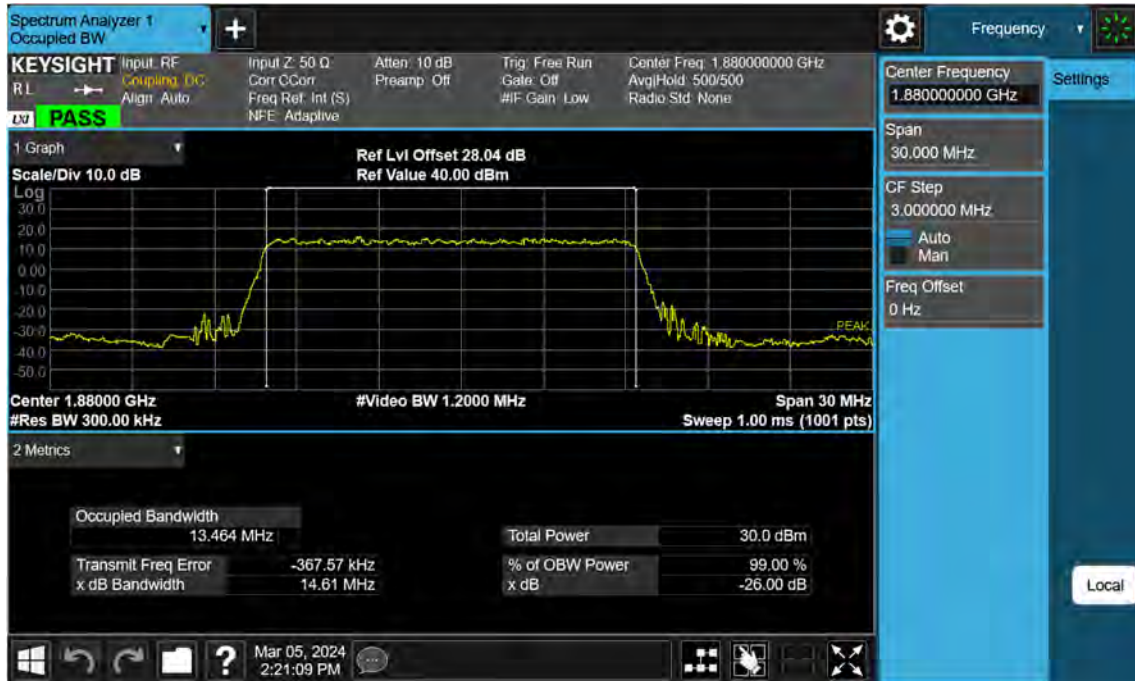 Spectrum Analyzer 1
Occupied BW
+
Frequency
KEYSIGHT
RL
LXI PASS
Input: RF
Coupling: DC
Align: Auto
Input Z: 50 Ω
Corr CCorr
Freq Ref: Int (S)
NFE: Adaptive
Atten: 10 dB
Preamp: Off
Trig: Free Run
Gate: Off
#IF Gain: Low
Center Freq: 1.880000000 GHz
Avg|Hold: 500/500
Radio Std: None
Center Frequency
1.880000000 GHz
Settings
Span
30.000 MHz
CF Step
3.000000 MHz
Auto
Man
Freq Offset
0 Hz
Local
1 Graph
Scale/Div 10.0 dB
Ref Lvl Offset 28.04 dB
Ref Value 40.00 dBm
Log
30.0
20.0
10.0
0.00
-10.0
-20.0
-30.0
-40.0
-50.0
PEAK
Center 1.88000 GHz
#Video BW 1.2000 MHz
Span 30 MHz
#Res BW 300.00 kHz
Sweep 1.00 ms (1001 pts)
2 Metrics
Occupied Bandwidth
13.464 MHz
Total Power 30.0 dBm
Transmit Freq Error -367.57 kHz
% of OBW Power 99.00 %
x dB Bandwidth 14.61 MHz
x dB -26.00 dB
?
Mar 05, 2024
2:21:09 PM